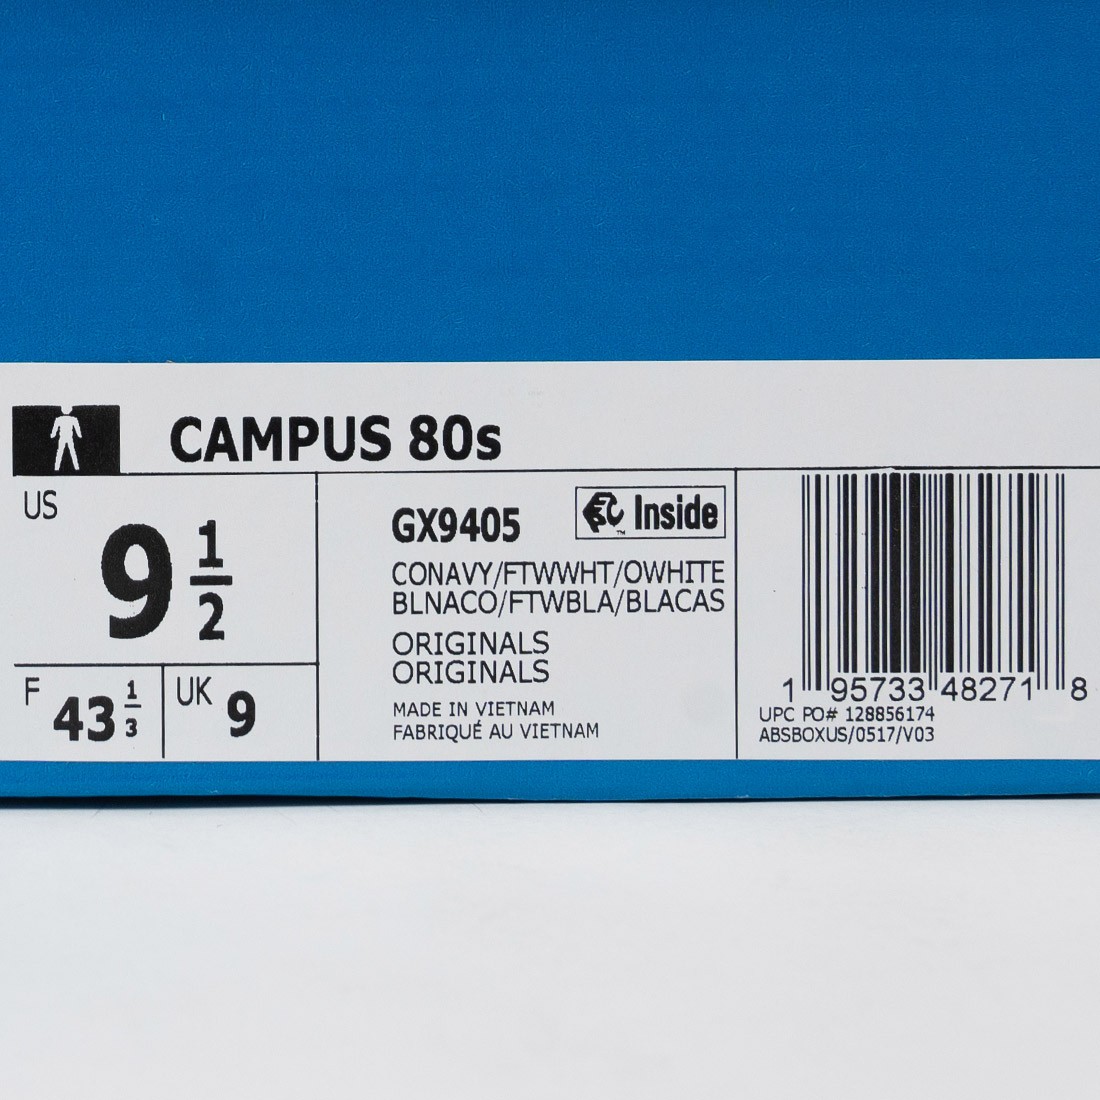 CAMPUS 80s
US
9 1/2
F 43 1/3
UK 9
GX9405
Inside™
CONAVY/FTWWHT/OWHITE
BLNACO/FTWBLA/BLACAS
ORIGINALS
ORIGINALS
MADE IN VIETNAM
FABRIQUÉ AU VIETNAM
1 95733 48271 8
UPC PO# 128856174
ABSBOXUS/0517/V03